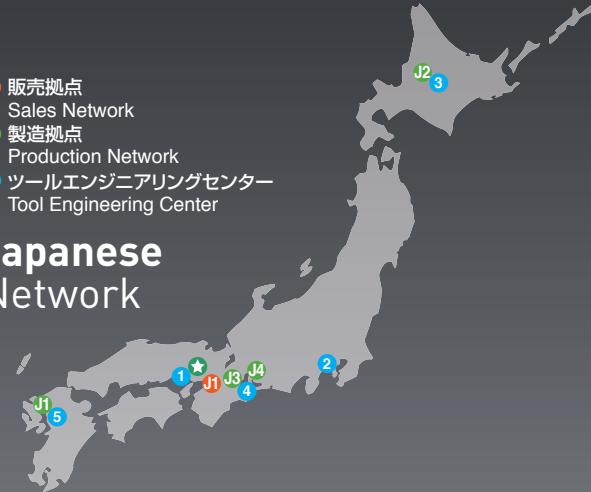 販売拠点
Sales Network
製造拠点
Production Network
ツールエンジニアリングセンター
Tool Engineering Center
apanese
Network
J2
3
2
1
J1
J3
J4
4
J1
5